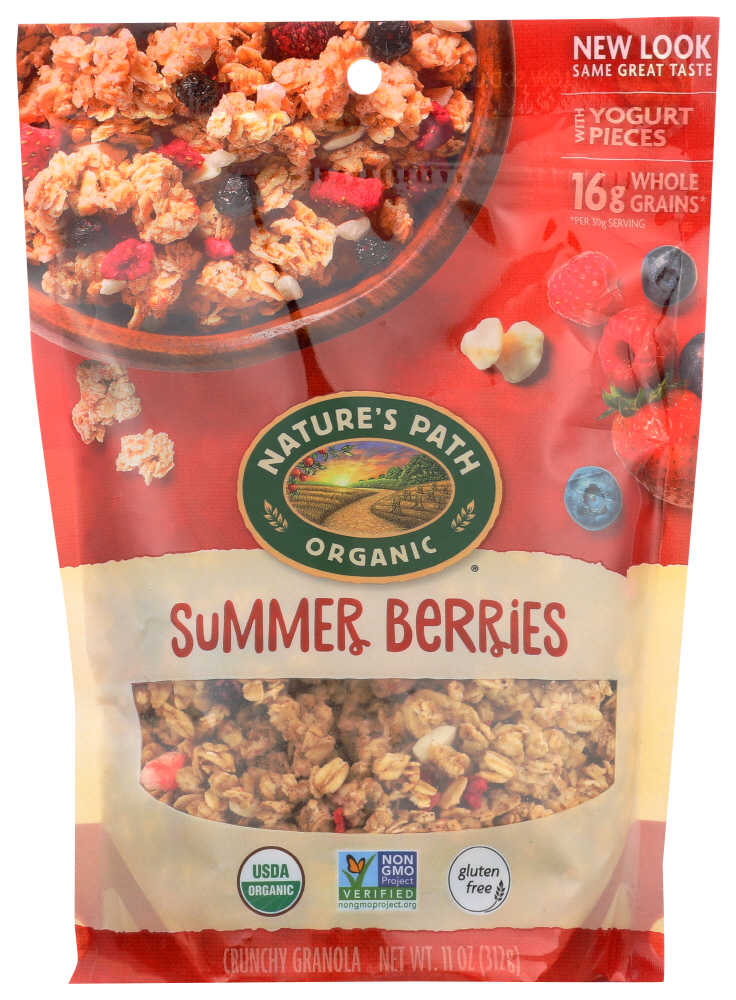 NEW LOOK
SAME GREAT TASTE
WITH YOGURT
PIECES
16g WHOLE
GRAINS*
*PER 30g SERVING
NATURE'S PATH
ORGANIC
®
SUMMER BERRIES
USDA
ORGANIC
NON
GMO
Project
VERIFIED
nongmoproject.org
gluten
free
CRUNCHY GRANOLA NET WT. 11 OZ (312g)